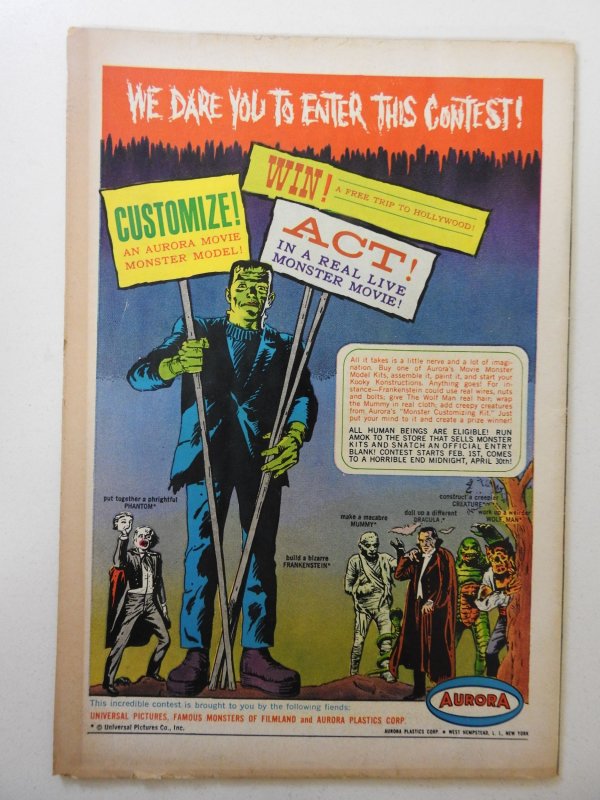 WE DARE YOU TO ENTER THIS CONTEST!
WIN! A FREE TRIP TO HOLLYWOOD!
CUSTOMIZE!
AN AURORA MOVIE
MONSTER MODEL!
ACT!
IN A REAL LIVE
MONSTER MOVIE!
All it takes is a little nerve and a lot of imagi-
nation. Buy one of Aurora's Movie Monster
Model Kits, assemble it, paint it, and start your
Kooky Konstructions. Anything goes! For in-
stance—Frankenstein could use real wires, nuts
and bolts; give The Wolf Man real hair; wrap
the Mummy in real cloth; add creepy creatures
from Aurora's "Monster Customizing Kit." Just
put your mind to it and create a prize winner!
ALL HUMAN BEINGS ARE ELIGIBLE! RUN
AMOK TO THE STORE THAT SELLS MONSTER
KITS AND SNATCH AN OFFICIAL ENTRY
BLANK! CONTEST STARTS FEB. 1ST, COMES
TO A HORRIBLE END MIDNIGHT, APRIL 30th!
put together a phrightful
PHANTOM*
build a bizarre
FRANKENSTEIN*
make a macabre
MUMMY*
doll up a different
DRACULA*
construct a creepier
CREATURE*
work up a weirder
WOLF MAN*
AURORA
This incredible contest is brought to you by the following fiends:
UNIVERSAL PICTURES, FAMOUS MONSTERS OF FILMLAND and AURORA PLASTICS CORP.
* © Universal Pictures Co., Inc.
AURORA PLASTICS CORP. • WEST HEMPSTEAD, L. I., NEW YORK